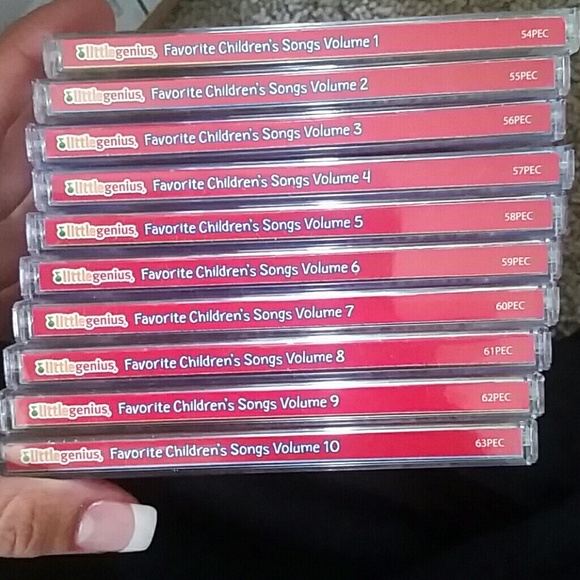 littlegenius, Favorite Children's Songs Volume 1 54PEC
littlegenius, Favorite Children's Songs Volume 2 55PEC
littlegenius, Favorite Children's Songs Volume 3 56PEC
littlegenius, Favorite Children's Songs Volume 4 57PEC
littlegenius, Favorite Children's Songs Volume 5 58PEC
littlegenius, Favorite Children's Songs Volume 6 59PEC
littlegenius, Favorite Children's Songs Volume 7 60PEC
littlegenius, Favorite Children's Songs Volume 8 61PEC
littlegenius, Favorite Children's Songs Volume 9 62PEC
littlegenius, Favorite Children's Songs Volume 10 63PEC